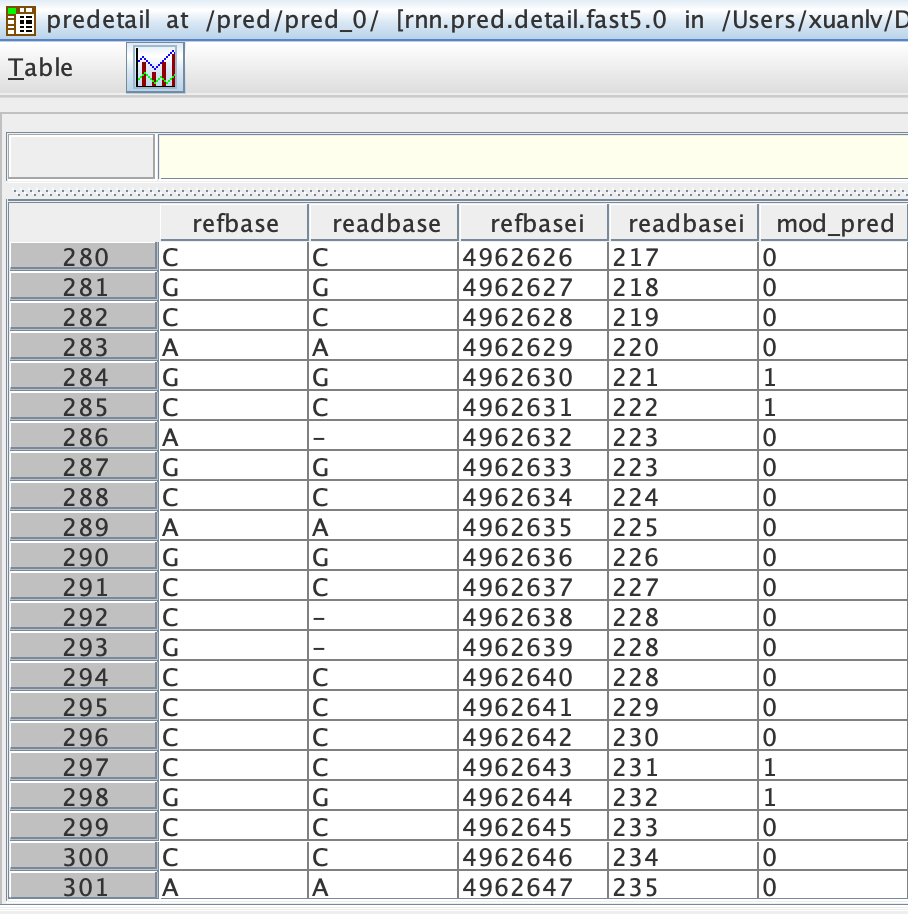 predetail at /pred/pred_0/ [rnn.pred.detail.fast5.0 in /Users/xuanlv/D
Table
refbase readbase refbasei readbasei mod_pred
280 C C 4962626 217 0
281 G G 4962627 218 0
282 C C 4962628 219 0
283 A A 4962629 220 0
284 G G 4962630 221 1
285 C C 4962631 222 1
286 A - 4962632 223 0
287 G G 4962633 223 0
288 C C 4962634 224 0
289 A A 4962635 225 0
290 G G 4962636 226 0
291 C C 4962637 227 0
292 C - 4962638 228 0
293 G - 4962639 228 0
294 C C 4962640 228 0
295 C C 4962641 229 0
296 C C 4962642 230 0
297 C C 4962643 231 1
298 G G 4962644 232 1
299 C C 4962645 233 0
300 C C 4962646 234 0
301 A A 4962647 235 0